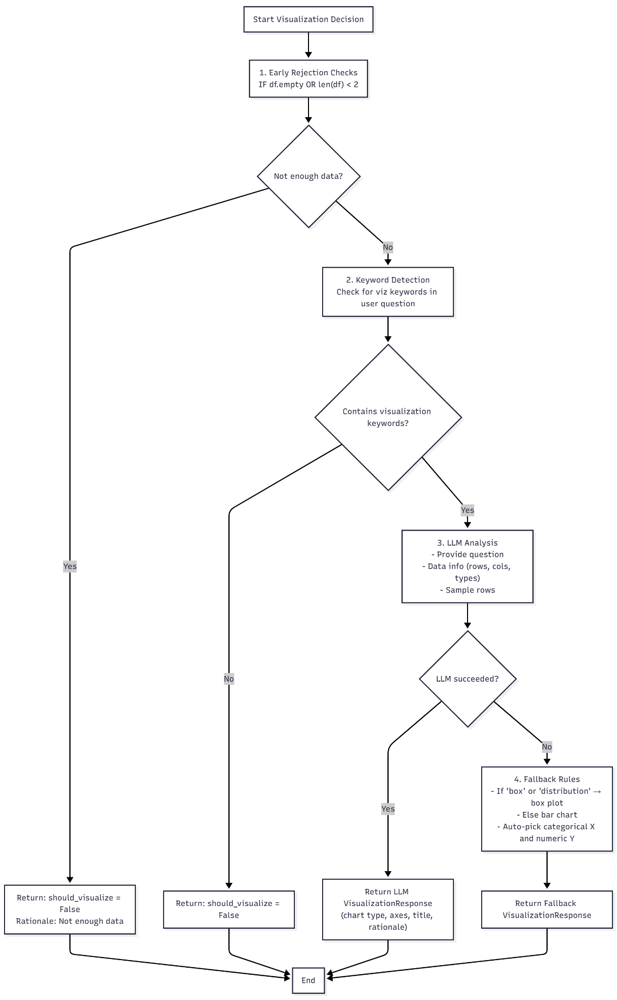 Start Visualization Decision
1. Early Rejection Checks
IF df.empty OR len(df) < 2
Not enough data?
No
2. Keyword Detection
Check for viz keywords in
user question
Contains visualization
keywords?
Yes
3. LLM Analysis
- Provide question
- Data info (rows, cols,
types)
- Sample rows
Yes
No
LLM succeeded?
No
4. Fallback Rules
- If 'box' or 'distribution' →
box plot
- Else bar chart
- Auto-pick categorical X
and numeric Y
Yes
Return: should_visualize =
False
Rationale: Not enough data
Return: should_visualize =
False
Return LLM
VisualizationResponse
(chart type, axes, title,
rationale)
Return Fallback
VisualizationResponse
End